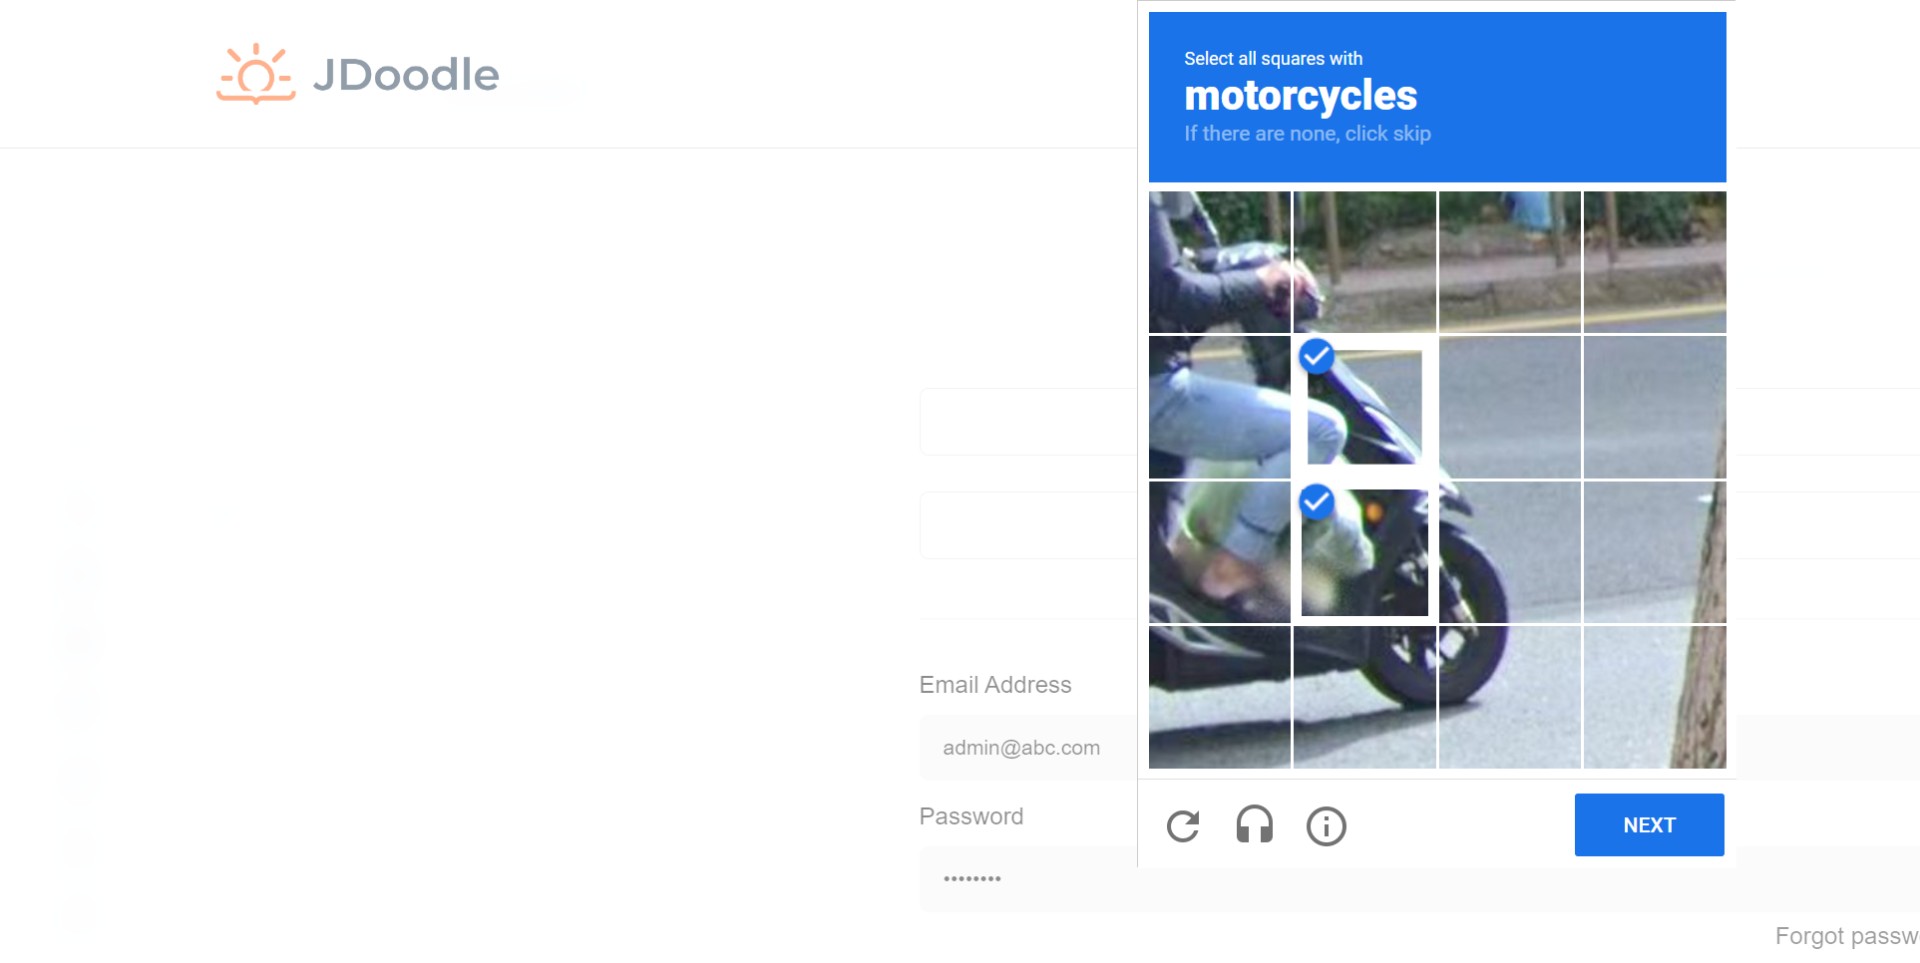 JDoodle
Select all squares with
motorcycles
If there are none, click skip
Email Address
admin@abc.com
Password
••••••••
NEXT
Forgot passw